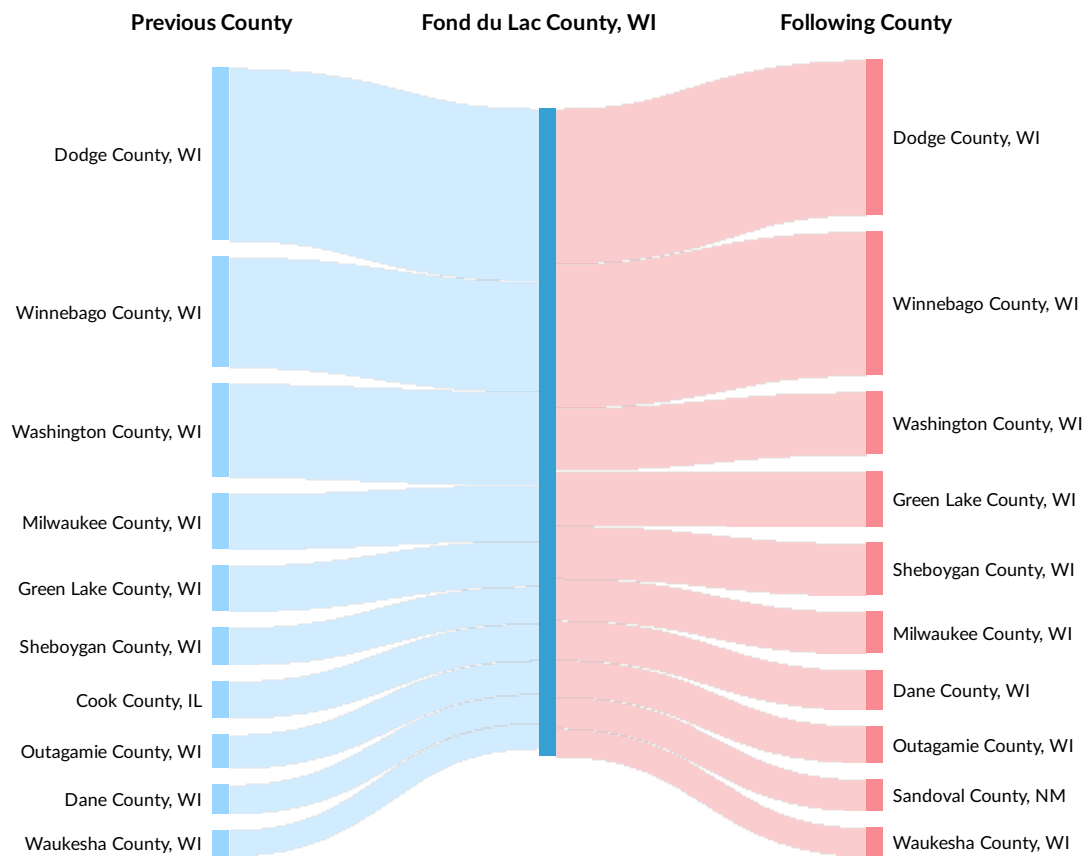 Previous County
Fond du Lac County, WI
Following County
Dodge County, WI
Winnebago County, WI
Washington County, WI
Milwaukee County, WI
Green Lake County, WI
Sheboygan County, WI
Cook County, IL
Outagamie County, WI
Dane County, WI
Waukesha County, WI
Dodge County, WI
Winnebago County, WI
Washington County, WI
Green Lake County, WI
Sheboygan County, WI
Milwaukee County, WI
Dane County, WI
Outagamie County, WI
Sandoval County, NM
Waukesha County, WI